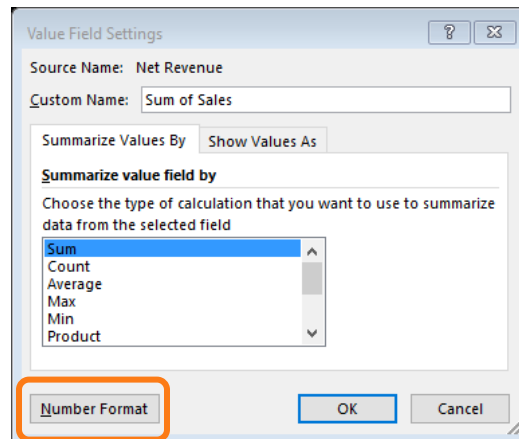 Value Field Settings
?
Source Name: Net Revenue
Custom Name: Sum of Sales
Summarize Values By Show Values As
Summarize value field by
Choose the type of calculation that you want to use to summarize
data from the selected field
Sum
Count
Average
Max
Min
Product
Number Format OK Cancel